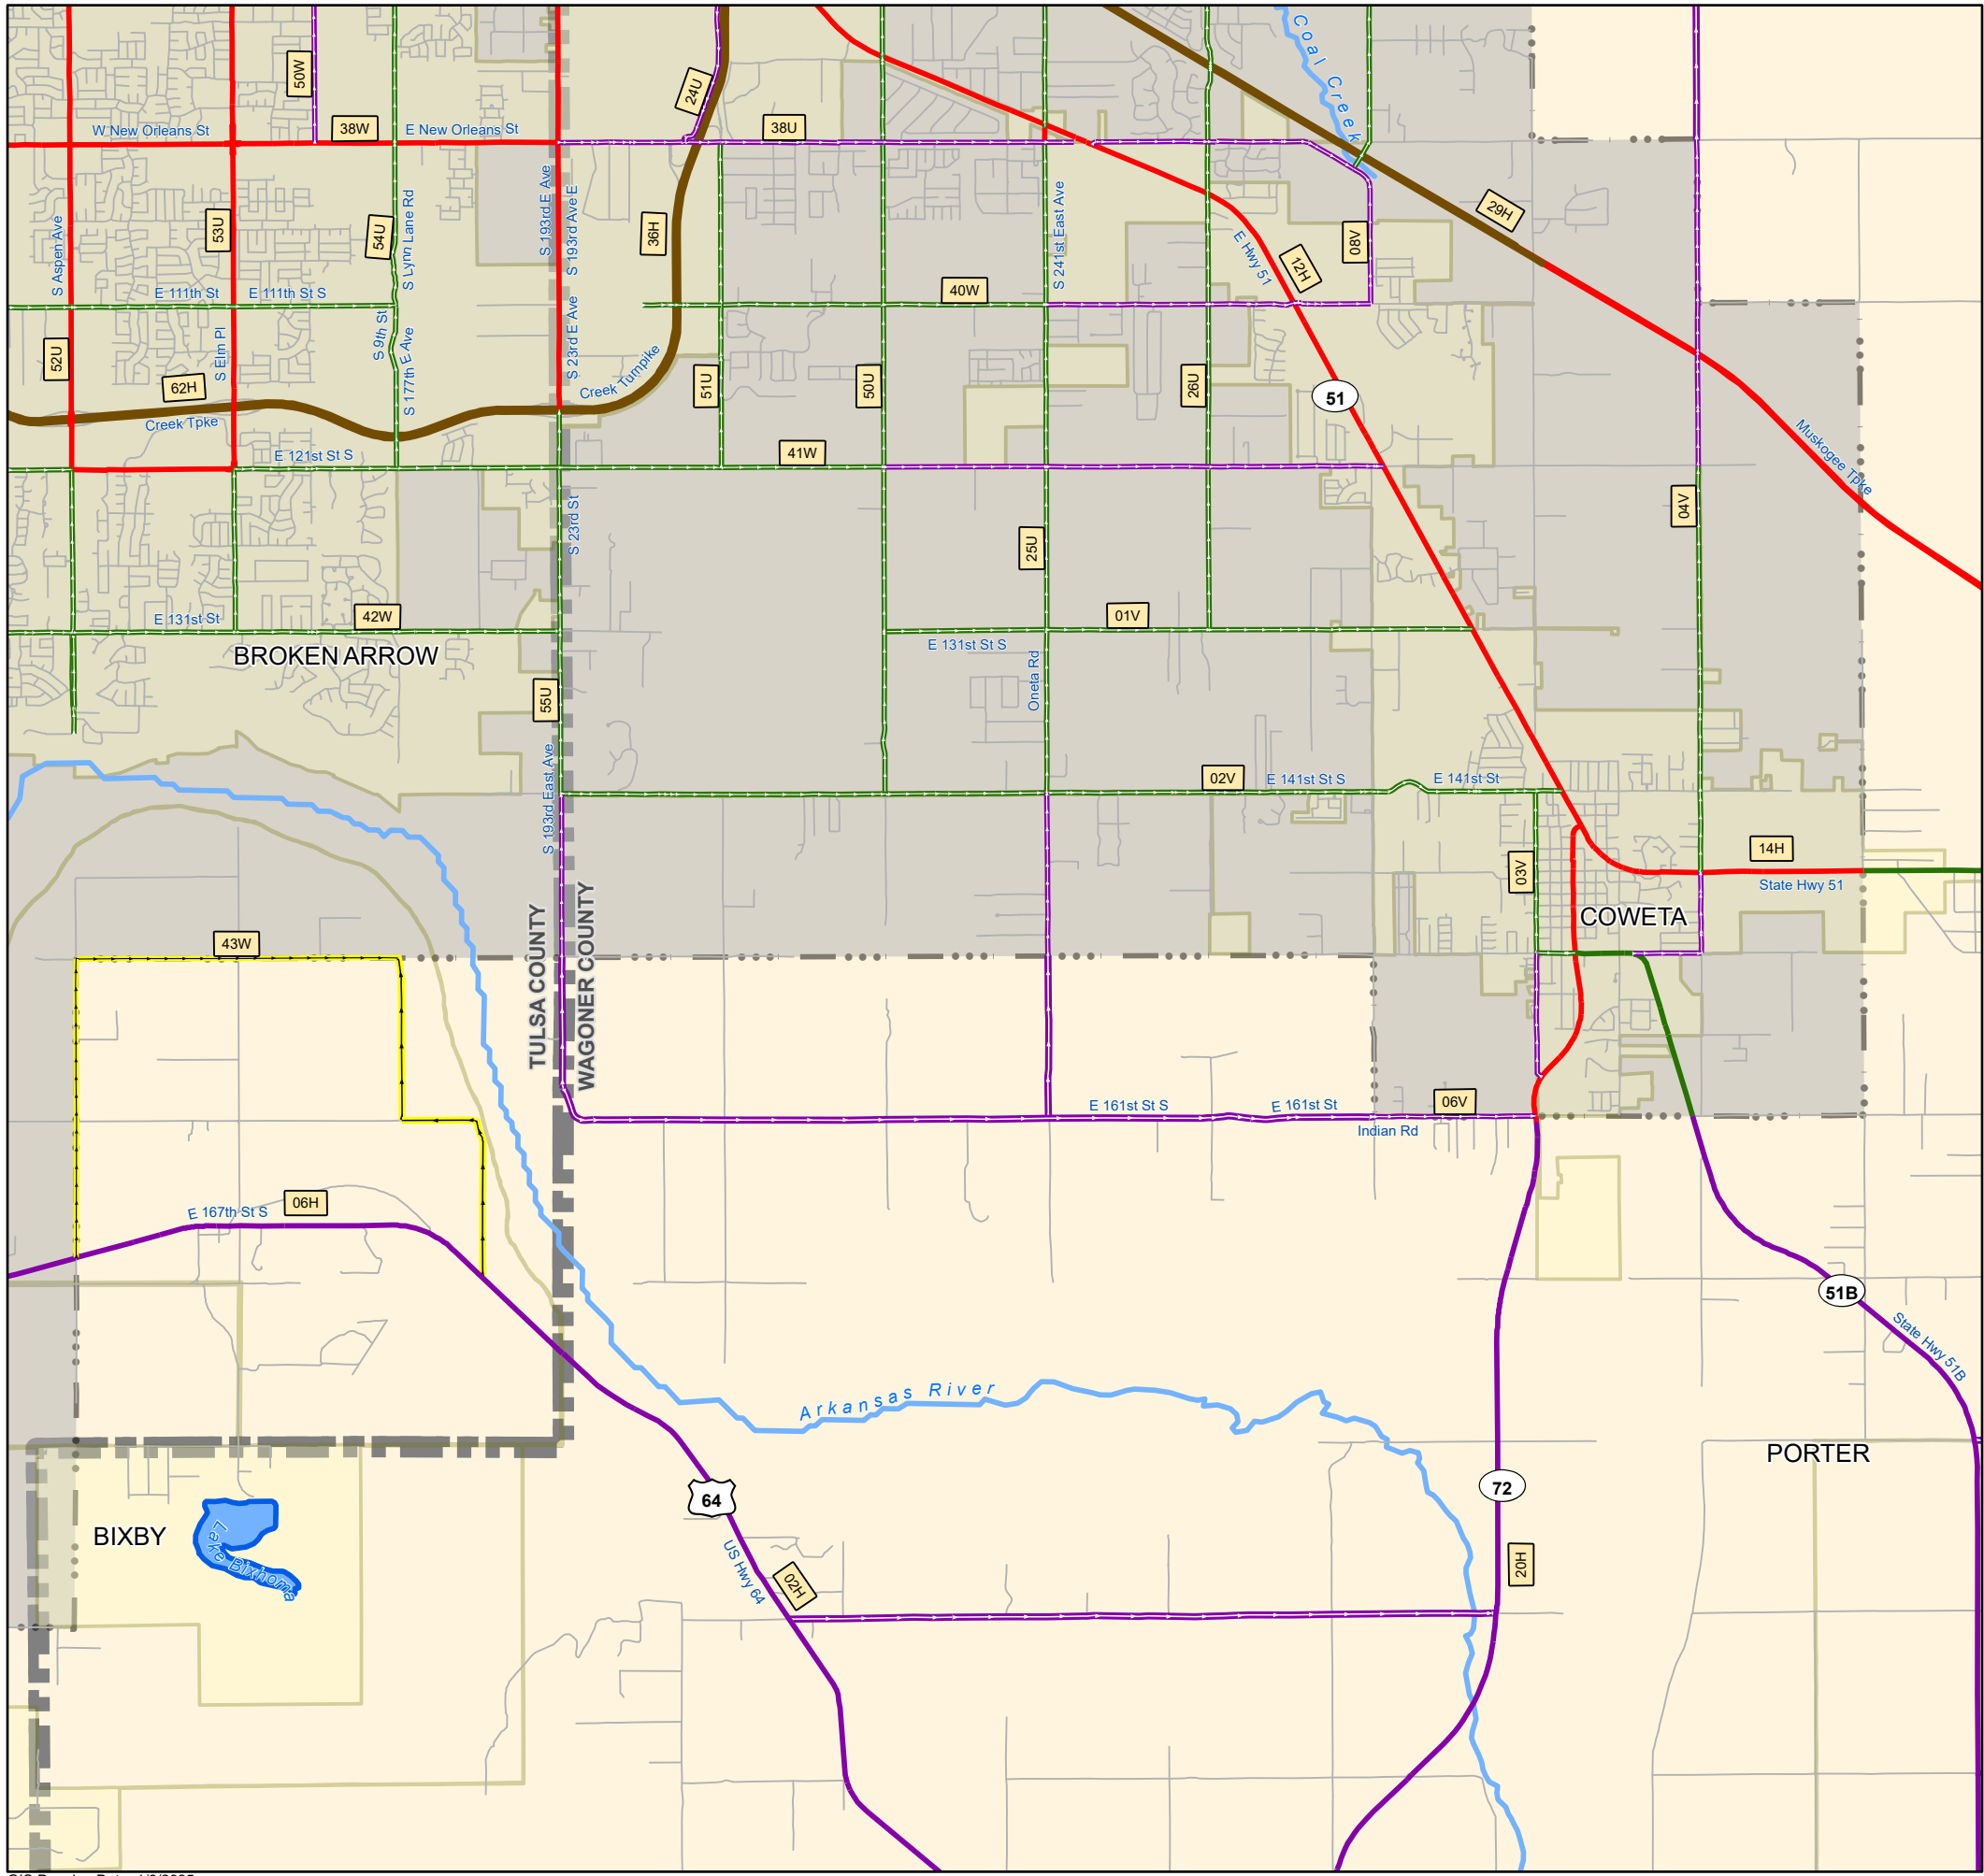 Coal Creek
50W
24U
W New Orleans St
38W
E New Orleans St
38U
S Aspen Ave
53U
54U
S Lynn Lane Rd
S 193rd E Ave
S 193rd Ave E
36H
S 241st East Ave
E Hwy 51
12H
08V
29H
E 111th St
E 111th St S
40W
52U
S Elm Pl
S 9th St
S 177th E Ave
S 23rd E Ave
Creek Turnpike
62H
Creek Tpke
51U
50U
26U
51
Muskogee Tpke
E 121st St S
41W
S 23rd St
25U
04V
E 131st St
42W
01V
E 131st St S
BROKEN ARROW
55U
Oneta Rd
S 193rd East Ave
02V
E 141st St S
E 141st St
03V
14H
State Hwy 51
COWETA
43W
TULSA COUNTY
WAGONER COUNTY
E 161st St S
E 161st St
06V
Indian Rd
06H
E 167th St S
51B
State Hwy 51B
Arkansas River
PORTER
64
72
BIXBY
Lake Bixhoma
US Hwy 64
02H
20H